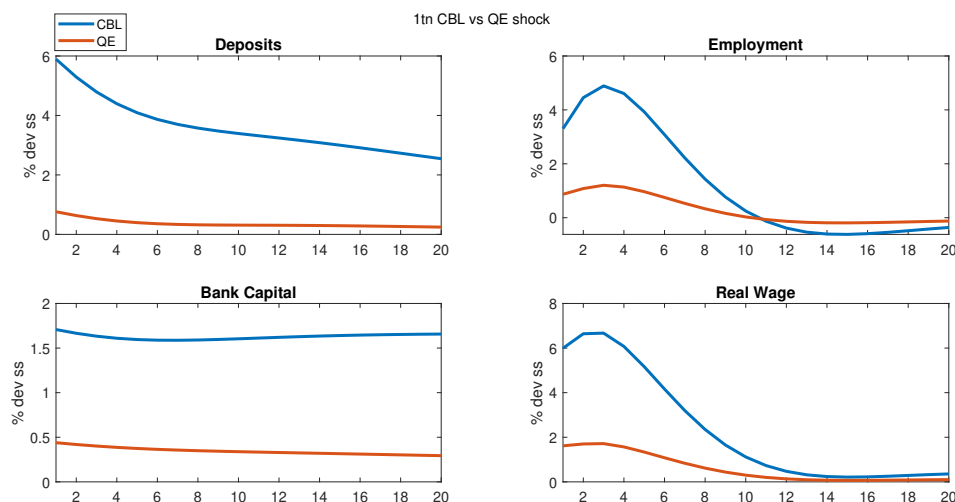 1tn CBL vs QE shock
CBL
QE
Deposits
% dev ss
6
4
2
0
2 4 6 8 10 12 14 16 18 20
Employment
% dev ss
6
4
2
0
2 4 6 8 10 12 14 16 18 20
Bank Capital
% dev ss
2
1.5
1
0.5
0
2 4 6 8 10 12 14 16 18 20
Real Wage
% dev ss
8
6
4
2
0
2 4 6 8 10 12 14 16 18 20